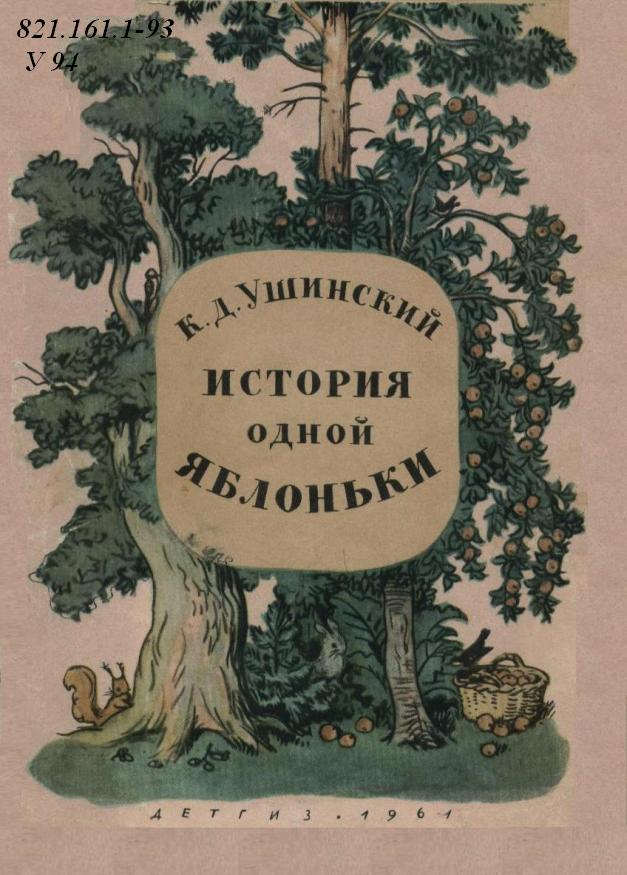 821.161.1-93
У 94
К. Д. УШИНСКИЙ
ИСТОРИЯ
ОДНОЙ
ЯБЛОНЬКИ
ДЕТГИЗ • 1961